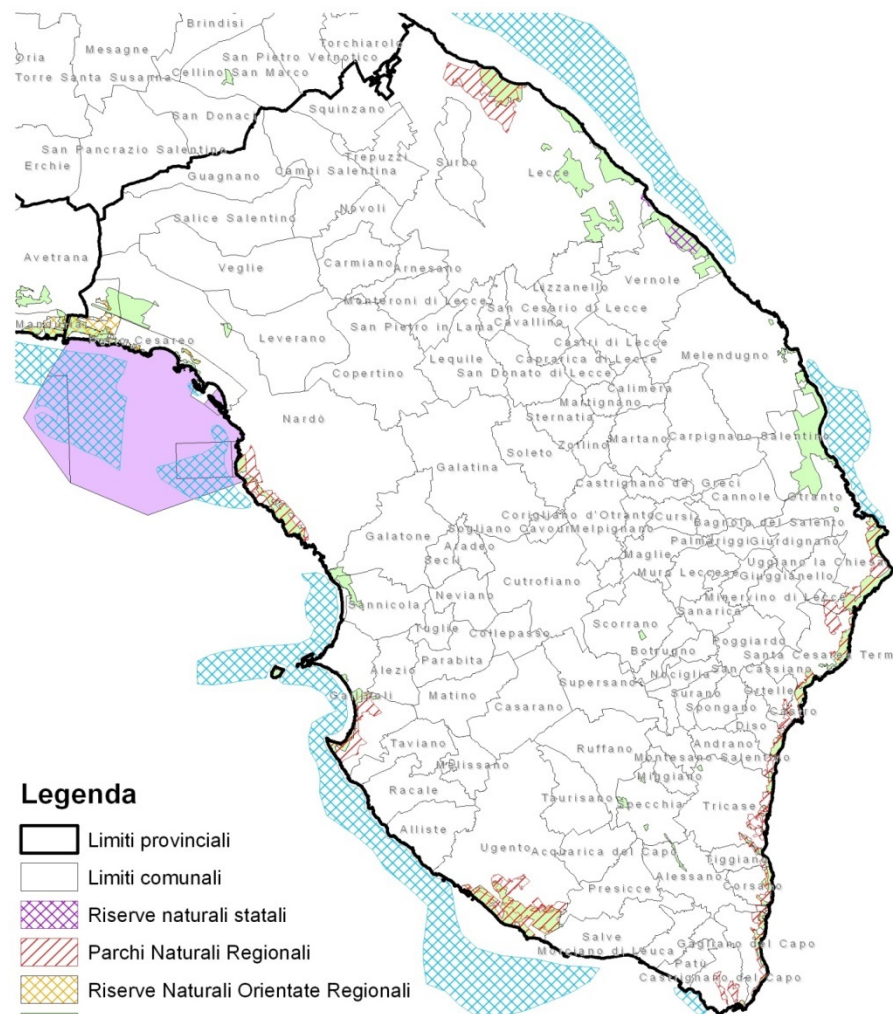 Brindisi
Mesagne
Torchiarolo
Oria
San Pietro Vernotico
Torre Santa Susanna
Cellino San Marco
San Donaci
Squinzano
San Pancrazio Salentino
Erchie
Trepuzzi
Surbo
Campi Salentina
Guagnano
Lecce
Novoli
Salice Salentino
Avetrana
Veglie
Carmiano
Arnesano
Lizzanello
Vernole
Monteroni di Lecce
San Cesario di Lecce
San Pietro in Lama
Cavallino
Leverano
Castri di Lecce
Melendugno
Lequile
Caprarica di Lecce
Copertino
San Donato di Lecce
Calimera
Martignano
Nardò
Sternatia
Zollino
Martano
Carpignano Salentino
Soleto
Galatina
Castrignano de' Greci
Cannole
Otranto
Corigliano d'Otranto
Cursi
Bagnolo del Salento
Sogliano Cavour
Melpignano
Galatone
Palmariggi
Giurdignano
Aradeo
Maglie
Uggiano la Chiesa
Seclì
Muro Leccese
Giuggianello
Cutrofiano
Minervino di Lecce
Neviano
Sannicola
Sanarica
Scorrano
Tuglie
Collepasso
Poggiardo
Botrugno
Santa Cesarea Term
Parabita
San Cassiano
Alezio
Nociglia
Supersano
Ortelle
Gallipoli
Matino
Surano
Casarano
Spongano
Castro
Diso
Taviano
Ruffano
Andrano
Montesano Salentino
Melissano
Miggiano
Racale
Taurisano
Specchia
Tricase
Alliste
Ugento
Acquarica del Capo
Tiggiano
Alessano
Presicce
Corsano
Salve
Gagliano del Capo
Morciano di Leuca
Patù
Castrignano del Capo
Legenda
Limiti provinciali
Limiti comunali
Riserve naturali statali
Parchi Naturali Regionali
Riserve Naturali Orientate Regionali